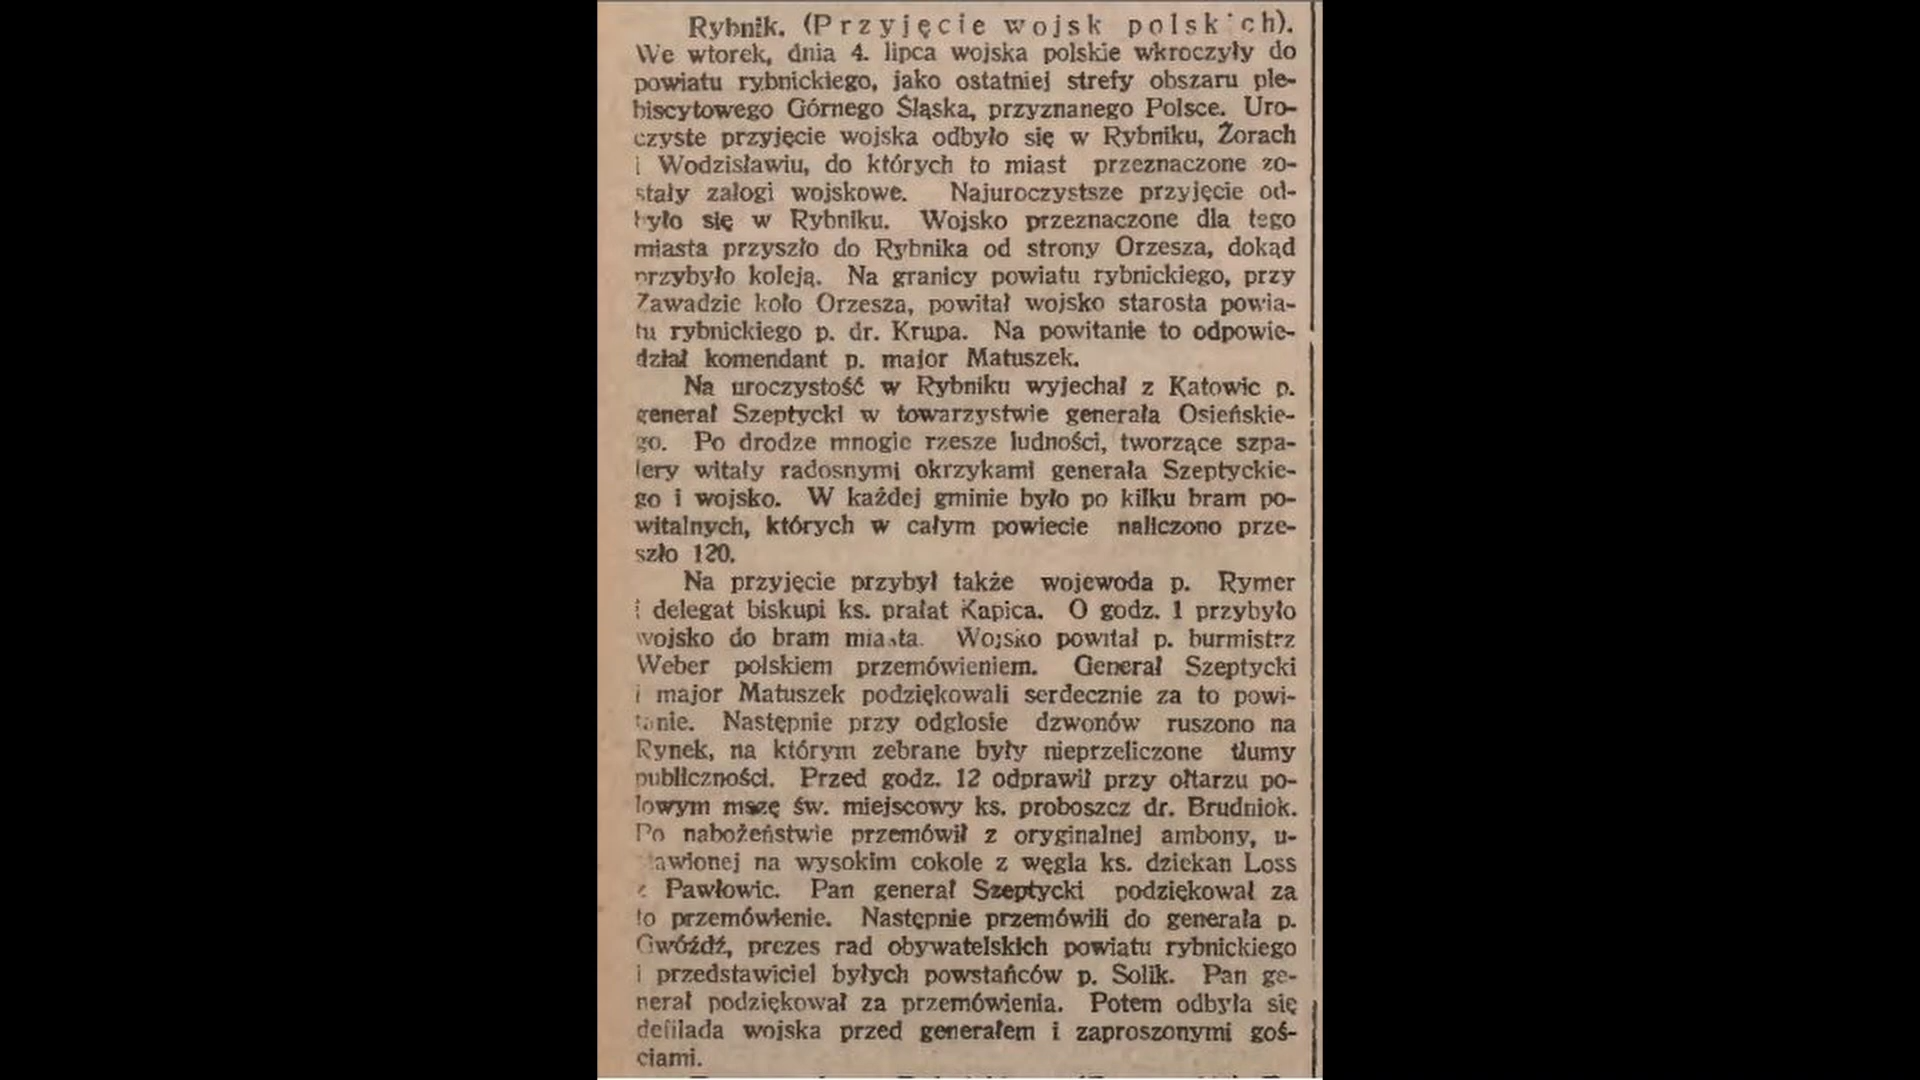 Rybnik. (Przyjęcie wojsk polskich).
We wtorek, dnia 4. lipca wojska polskie wkroczyły do
powiatu rybnickiego, jako ostatniej strefy obszaru ple-
biscytowego Górnego Śląska, przyznanego Polsce. Uro-
czyste przyjęcie wojska odbyło się w Rybniku, Żorach
i Wodzisławiu, do których to miast przeznaczone zo-
stały załogi wojskowe. Najuroczystsze przyjęcie od-
było się w Rybniku. Wojsko przeznaczone dla tego
miasta przyszło do Rybnika od strony Orzesza, dokąd
przybyło koleją. Na granicy powiatu rybnickiego, przy
Zawadzie koło Orzesza, powitał wojsko starosta powia-
tu rybnickiego p. dr. Krupa. Na powitanie to odpowie-
dział komendant p. major Matuszek.
Na uroczystość w Rybniku wyjechał z Katowic p.
generał Szeptycki w towarzystwie generała Osieńskie-
go. Po drodze mnogie rzesze ludności, tworzące szpa-
lery witały radosnymi okrzykami generała Szeptyckie-
go i wojsko. W każdej gminie było po kilku bram po-
witalnych, których w całym powiecie naliczono prze-
szło 120.
Na przyjęcie przybył także wojewoda p. Rymer
i delegat biskupi ks. prałat Kapica. O godz. 1 przybyło
wojsko do bram miasta. Wojsko powitał p. burmistrz
Weber polskiem przemówieniem. Generał Szeptycki
i major Matuszek podziękowali serdecznie za to powi-
tanie. Następnie przy odgłosie dzwonów ruszono na
Rynek, na którym zebrane były nieprzeliczone tłumy
publiczności. Przed godz. 12 odprawił przy ołtarzu po-
lowym mszę św. miejscowy ks. proboszcz dr. Brudniok.
Po nabożeństwie przemówił z oryginalnej ambony, u-
stawionej na wysokim cokole z węgla ks. dziekan Loss
z Pawłowic. Pan generał Szeptycki podziękował za
to przemówienie. Następnie przemówili do generała p.
Gwóźdź, prezes rad obywatelskich powiatu rybnickiego
i przedstawiciel byłych powstańców p. Solik. Pan ge-
nerał podziękował za przemówienia. Potem odbyła się
defilada wojska przed generałem i zaproszonymi goś-
ciami.